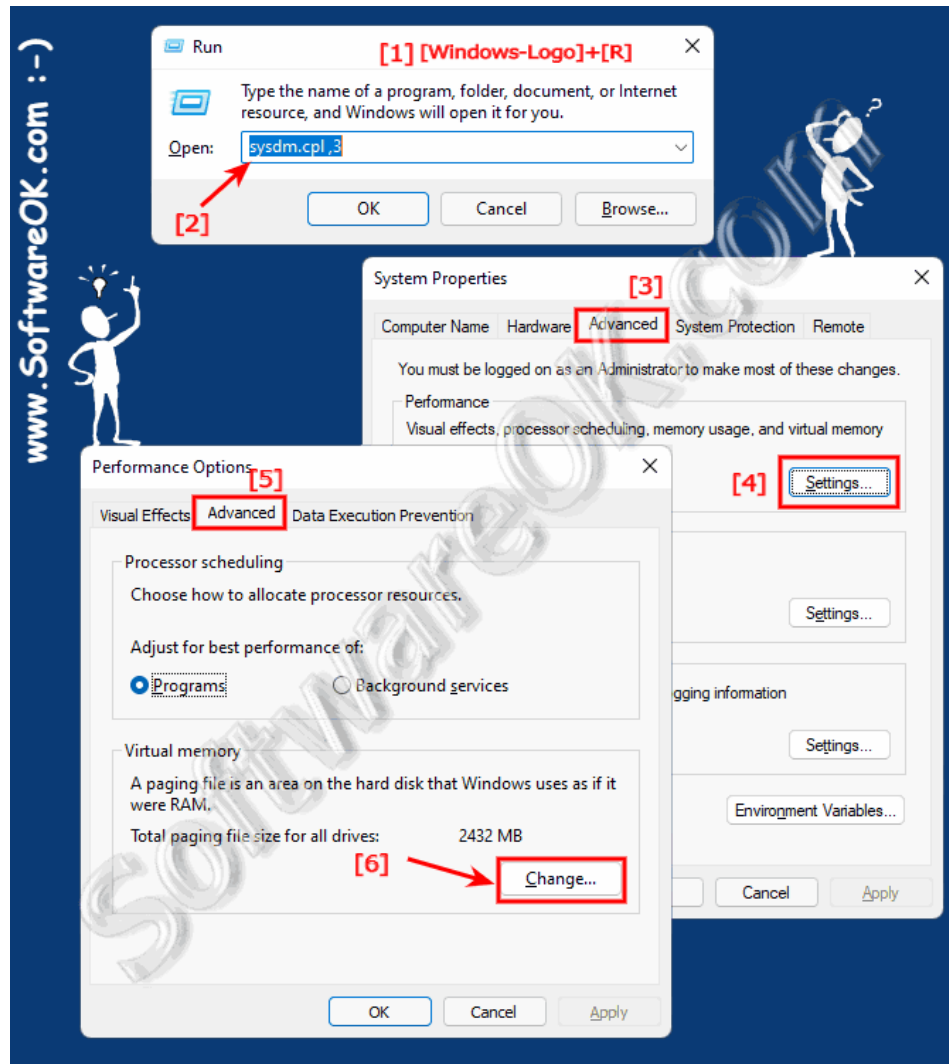 www.SoftwareOK.com :-)
Run
[1] [Windows-Logo]+[R]
Type the name of a program, folder, document, or Internet
resource, and Windows will open it for you.
Open:
sysdm.cpl ,3
[2]
OK
Cancel
Browse...
?
System Properties
[3]
Computer Name
Hardware
Advanced
System Protection
Remote
You must be logged on as an Administrator to make most of these changes.
Performance
Visual effects, processor scheduling, memory usage, and virtual memory
[4]
Settings...
Settings...
gging information
Settings...
Environment Variables...
Cancel
Apply
Performance Options
[5]
Visual Effects
Advanced
Data Execution Prevention
Processor scheduling
Choose how to allocate processor resources.
Adjust for best performance of:
Programs
Background services
Virtual memory
A paging file is an area on the hard disk that Windows uses as if it
were RAM.
Total paging file size for all drives:
2432 MB
[6]
Change...
OK
Cancel
Apply
SoftwareOK.com